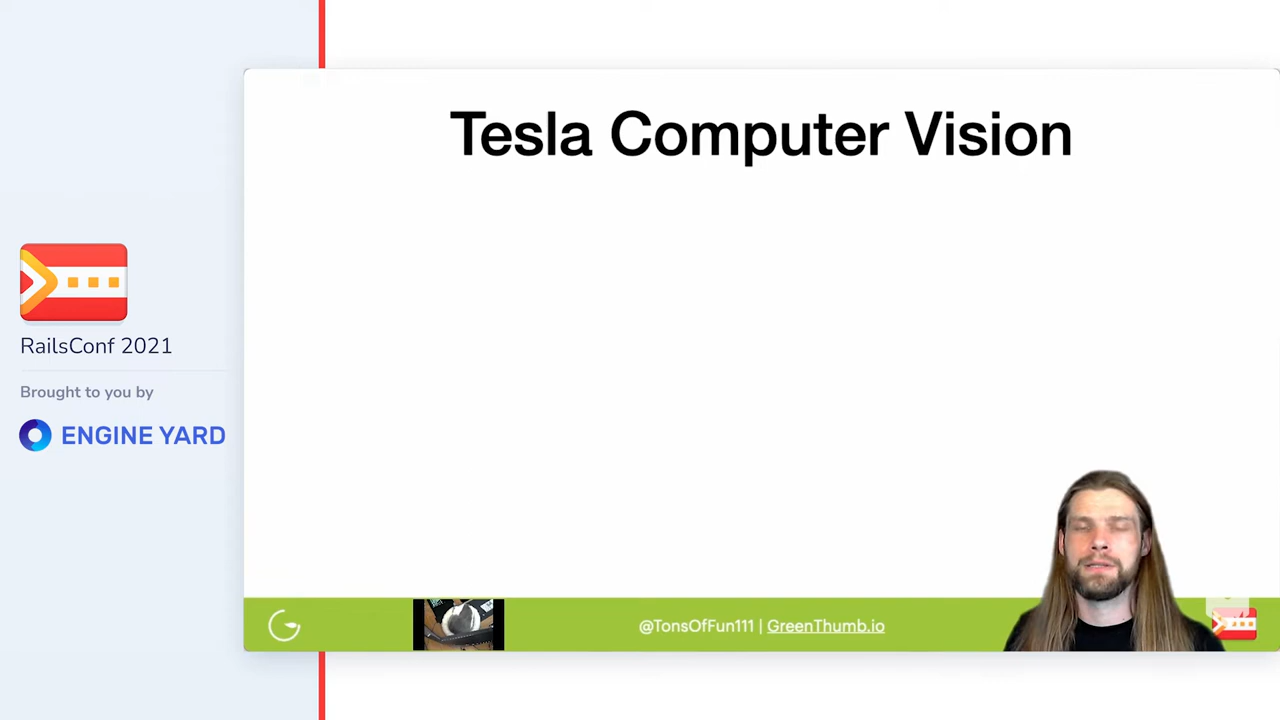 Tesla Computer Vision
RailsConf 2021
Brought to you by
ENGINE YARD
@TonsOfFun111 | GreenThumb.io